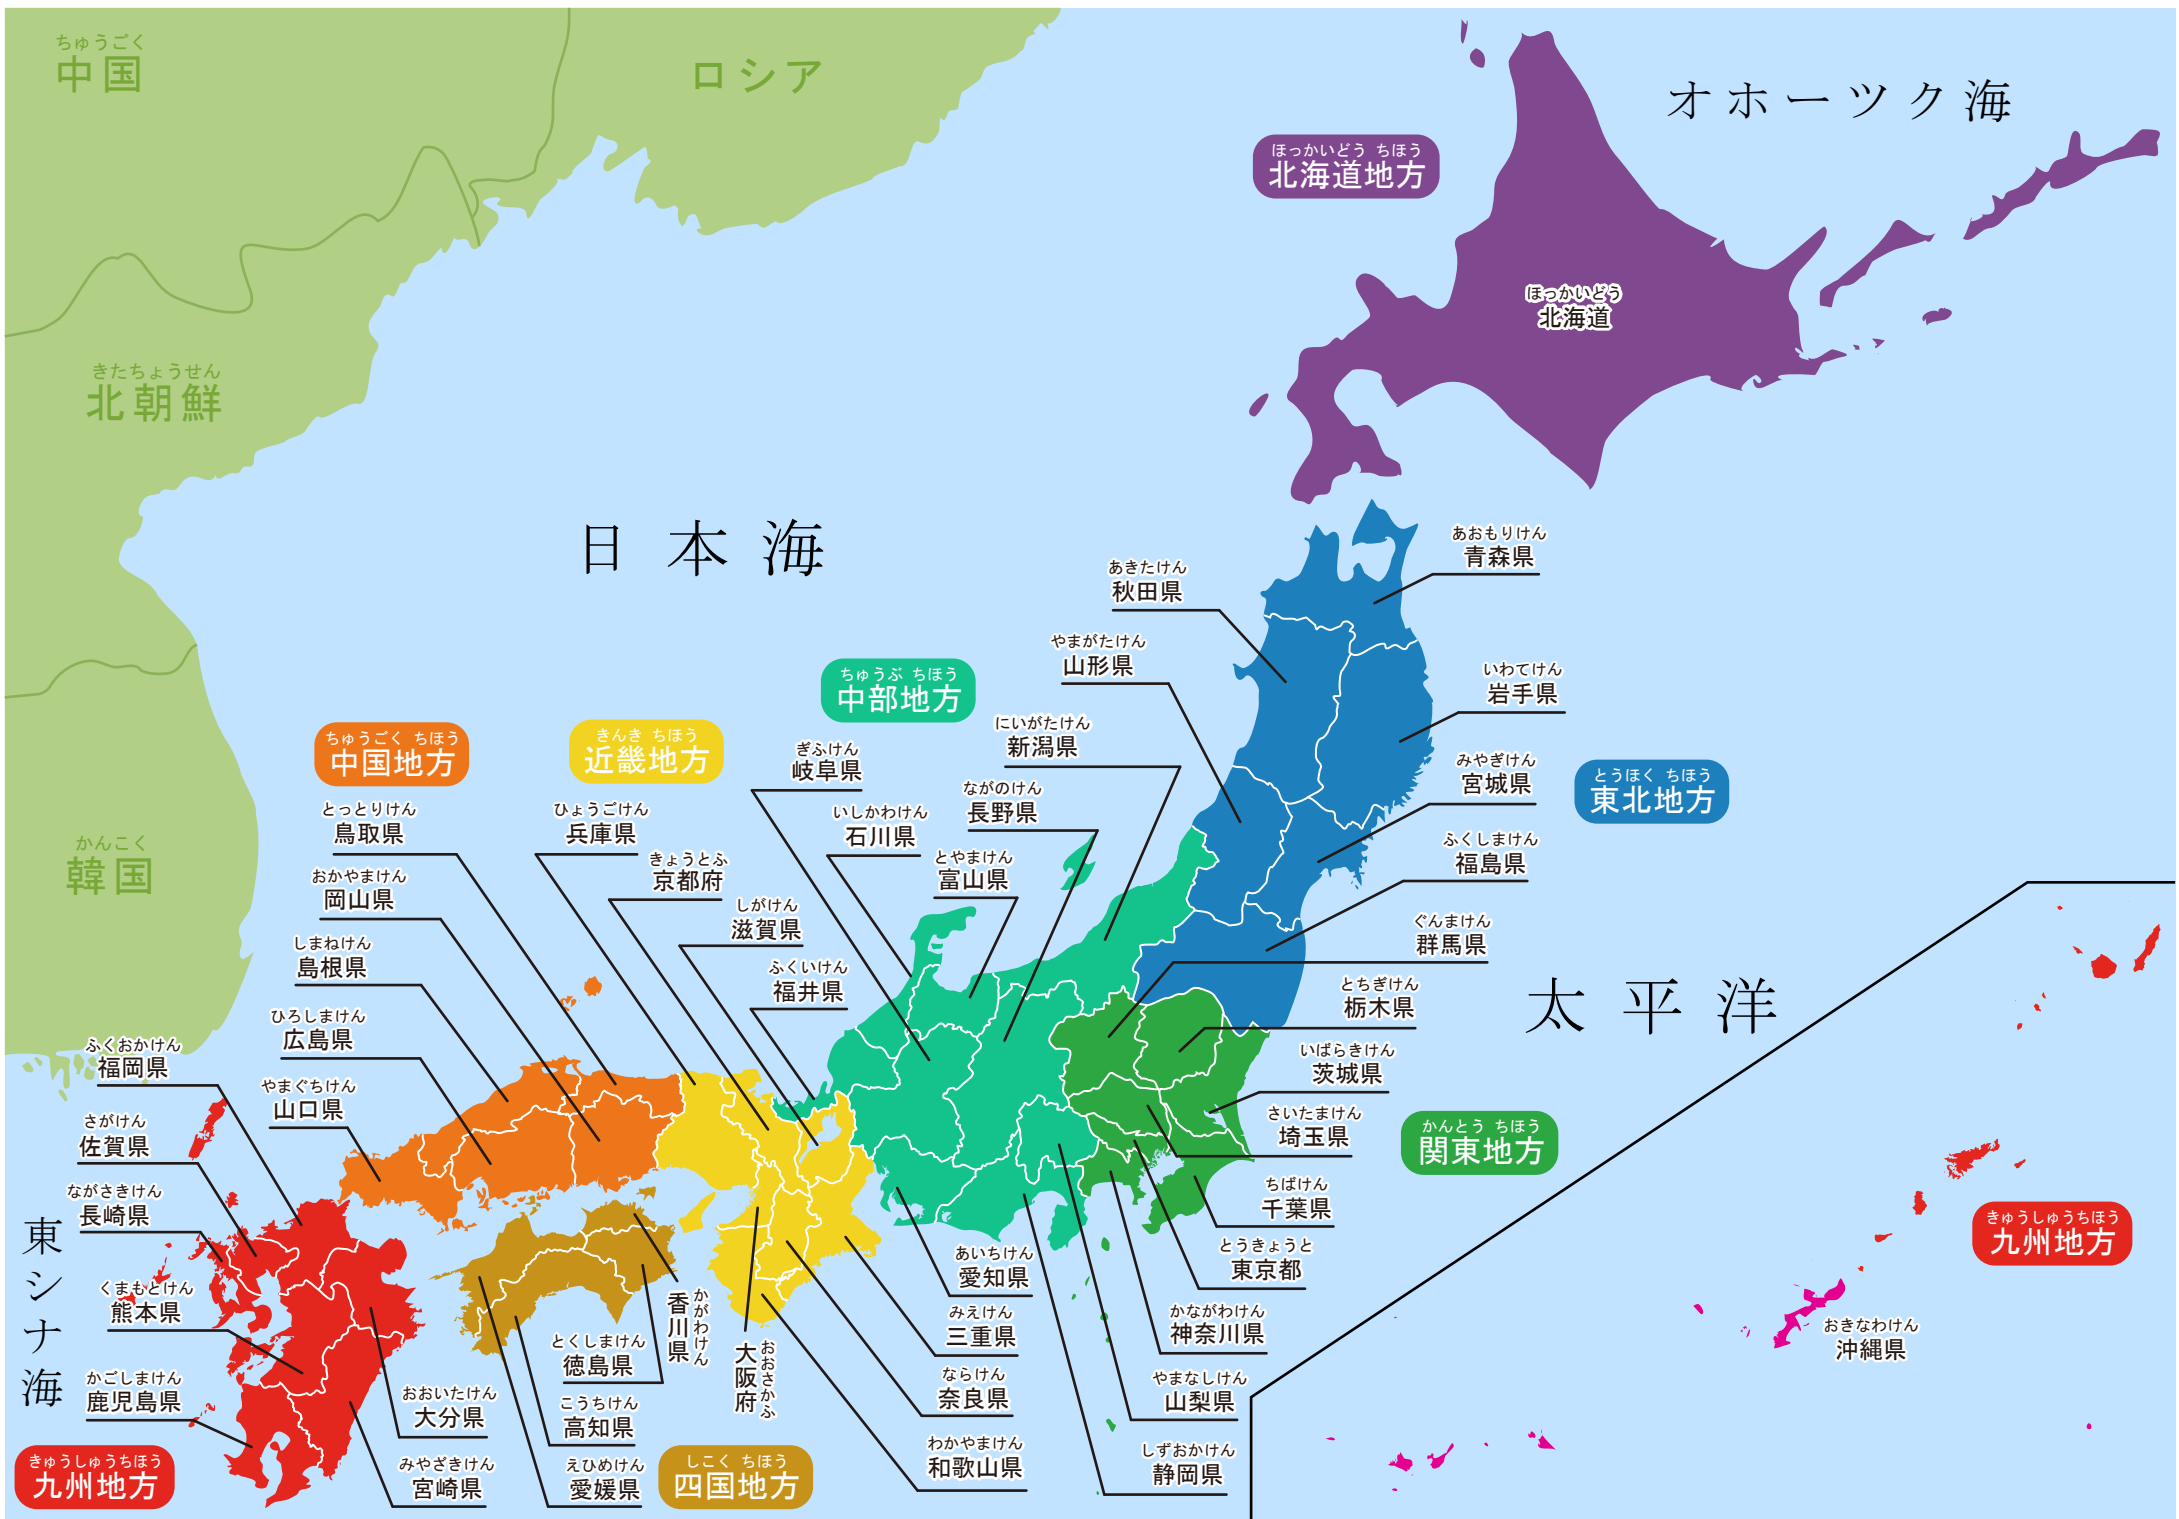 ちゅうごく
中国
ロシア
オホーツク海
ほっかいどう ちほう
北海道地方
ほっかいどう
北海道
きたちょうせん
北朝鮮
日本海
あおもりけん
青森県
あきたけん
秋田県
やまがたけん
山形県
いわてけん
岩手県
ちゅうぶ ちほう
中部地方
にいがたけん
新潟県
ちゅうごく ちほう
中国地方
きんき ちほう
近畿地方
ぎふけん
岐阜県
みやぎけん
宮城県
とうほく ちほう
東北地方
ながのけん
長野県
とっとりけん
鳥取県
ひょうごけん
兵庫県
いしかわけん
石川県
かんこく
韓国
きょうとふ
京都府
とやまけん
富山県
ふくしまけん
福島県
おかやまけん
岡山県
しがけん
滋賀県
ぐんまけん
群馬県
しまねけん
島根県
ふくいけん
福井県
とちぎけん
栃木県
太平洋
ひろしまけん
広島県
ふくおかけん
福岡県
いばらきけん
茨城県
やまぐちけん
山口県
さいたまけん
埼玉県
かんとう ちほう
関東地方
さがけん
佐賀県
ながさきけん
長崎県
ちばけん
千葉県
きゅうしゅうちほう
九州地方
東シナ海
とうきょうと
東京都
あいちけん
愛知県
くまもとけん
熊本県
かがわけん
香川県
みえけん
三重県
かながわけん
神奈川県
おきなわけん
沖縄県
とくしまけん
徳島県
おおさかふ
大阪府
かごしまけん
鹿児島県
おおいたけん
大分県
こうちけん
高知県
ならけん
奈良県
やまなしけん
山梨県
きゅうしゅうちほう
九州地方
みやざきけん
宮崎県
えひめけん
愛媛県
しこく ちほう
四国地方
わかやまけん
和歌山県
しずおかけん
静岡県